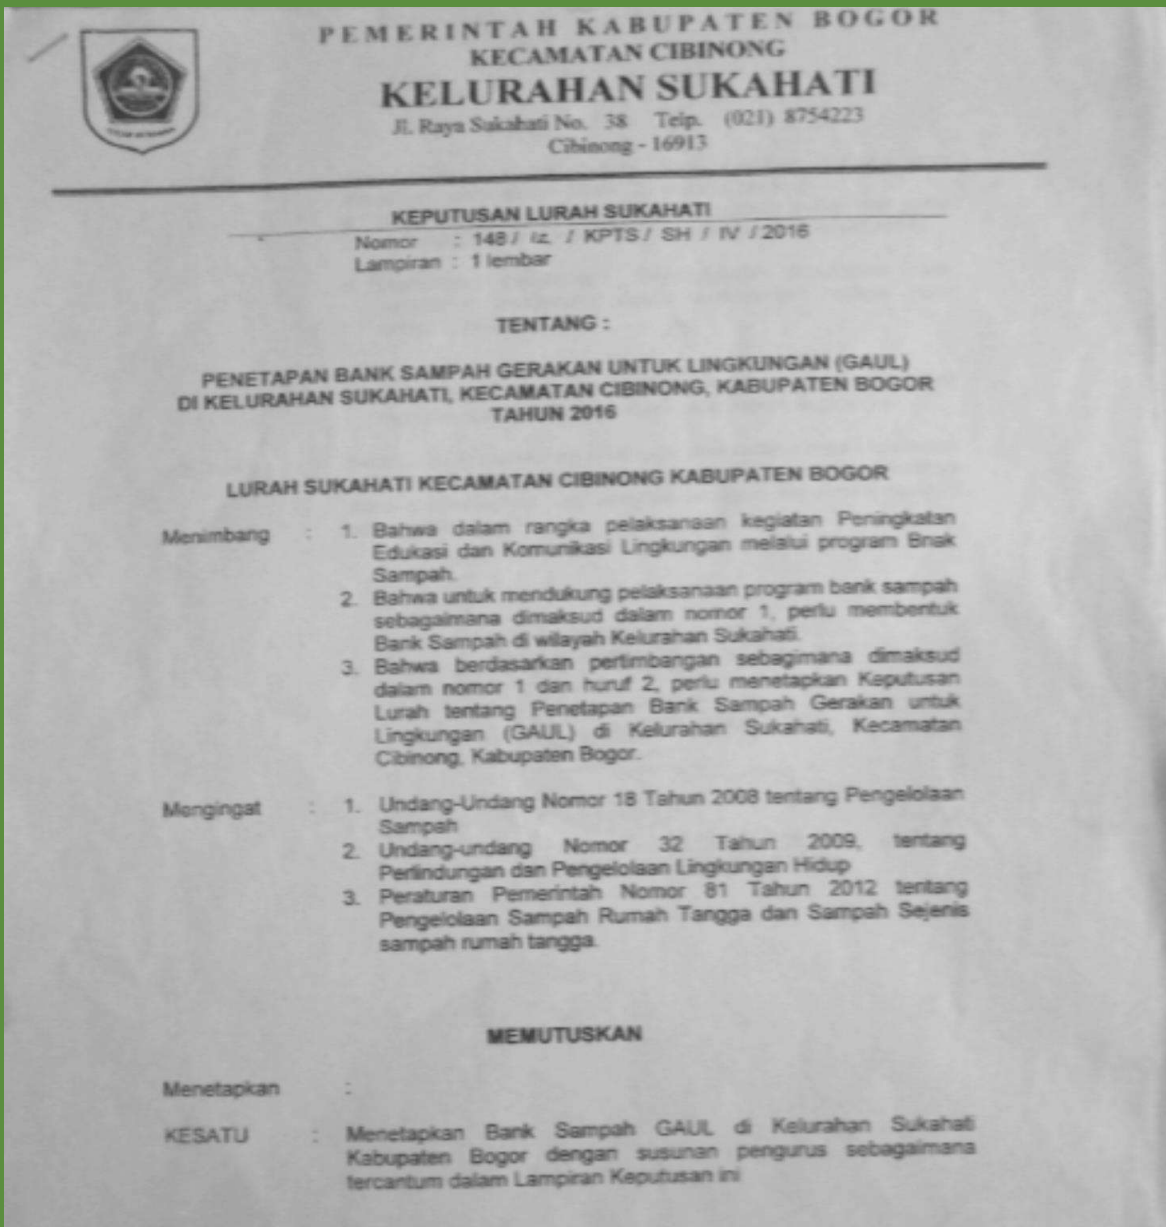 PEMERINTAH KABUPATEN BOGOR
KECAMATAN CIBINONG
KELURAHAN SUKAHATI
Jl. Raya Sukahati No. 38 Telp. (021) 8754223
Cibinong - 16913
KEPUTUSAN LURAH SUKAHATI
Nomor : 148 / / KPTS / SH / IV / 2016
Lampiran : 1 lembar
TENTANG :
PENETAPAN BANK SAMPAH GERAKAN UNTUK LINGKUNGAN (GAUL)
DI KELURAHAN SUKAHATI, KECAMATAN CIBINONG, KABUPATEN BOGOR
TAHUN 2016
LURAH SUKAHATI KECAMATAN CIBINONG KABUPATEN BOGOR
Menimbang : 1. Bahwa dalam rangka pelaksanaan kegiatan Peningkatan
Edukasi dan Komunikasi Lingkungan melalui program Bnak
Sampah.
2. Bahwa untuk mendukung pelaksanaan program bank sampah
sebagaimana dimaksud dalam nomor 1, perlu membentuk
Bank Sampah di wilayah Kelurahan Sukahati.
3. Bahwa berdasarkan pertimbangan sebagimana dimaksud
dalam nomor 1 dan huruf 2, perlu menetapkan Keputusan
Lurah tentang Penetapan Bank Sampah Gerakan untuk
Lingkungan (GAUL) di Kelurahan Sukahati, Kecamatan
Cibinong, Kabupaten Bogor.
Mengingat : 1. Undang-Undang Nomor 18 Tahun 2008 tentang Pengelolaan
Sampah
2. Undang-undang Nomor 32 Tahun 2009, tentang
Perlindungan dan Pengelolaan Lingkungan Hidup
3. Peraturan Pemerintah Nomor 81 Tahun 2012 tentang
Pengelolaan Sampah Rumah Tangga dan Sampah Sejenis
sampah rumah tangga.
MEMUTUSKAN
Menetapkan :
KESATU : Menetapkan Bank Sampah GAUL di Kelurahan Sukahati
Kabupaten Bogor dengan susunan pengurus sebagaimana
tercantum dalam Lampiran Keputusan ini